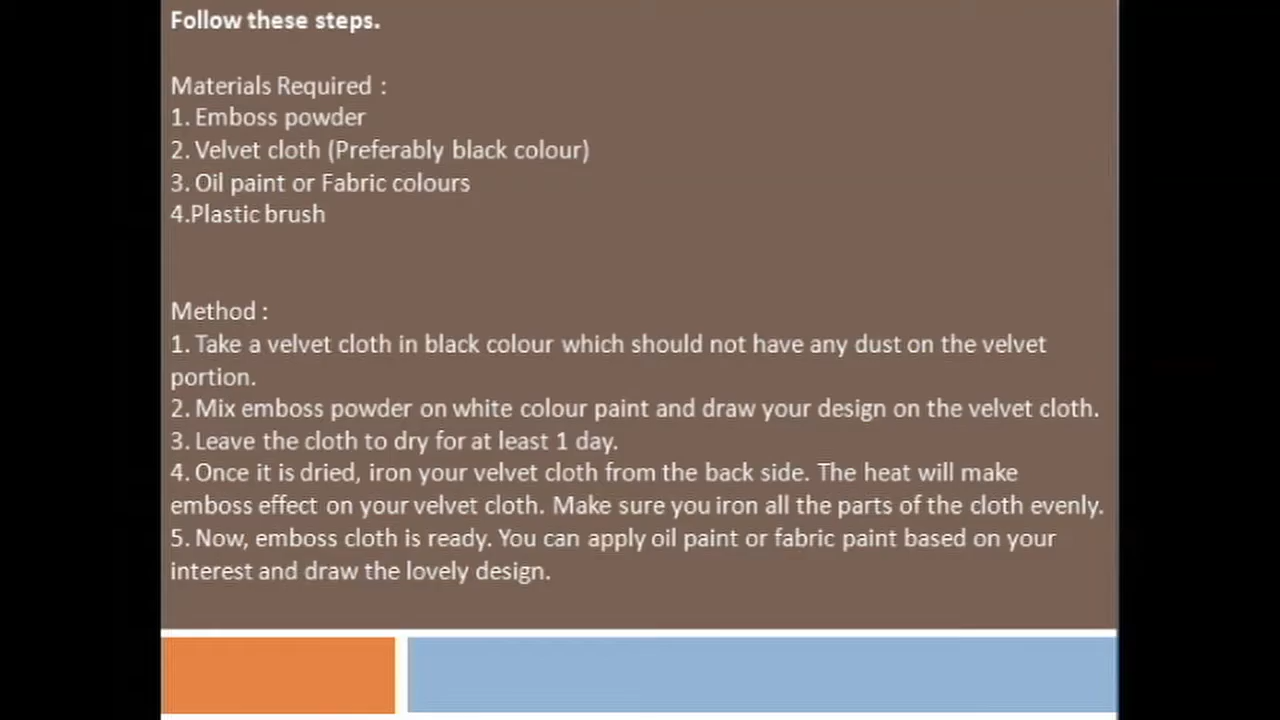 Follow these steps.
Materials Required :
1. Emboss powder
2. Velvet cloth (Preferably black colour)
3. Oil paint or Fabric colours
4.Plastic brush
Method :
1. Take a velvet cloth in black colour which should not have any dust on the velvet
portion.
2. Mix emboss powder on white colour paint and draw your design on the velvet cloth.
3. Leave the cloth to dry for at least 1 day.
4. Once it is dried, iron your velvet cloth from the back side. The heat will make
emboss effect on your velvet cloth. Make sure you iron all the parts of the cloth evenly.
5. Now, emboss cloth is ready. You can apply oil paint or fabric paint based on your
interest and draw the lovely design.